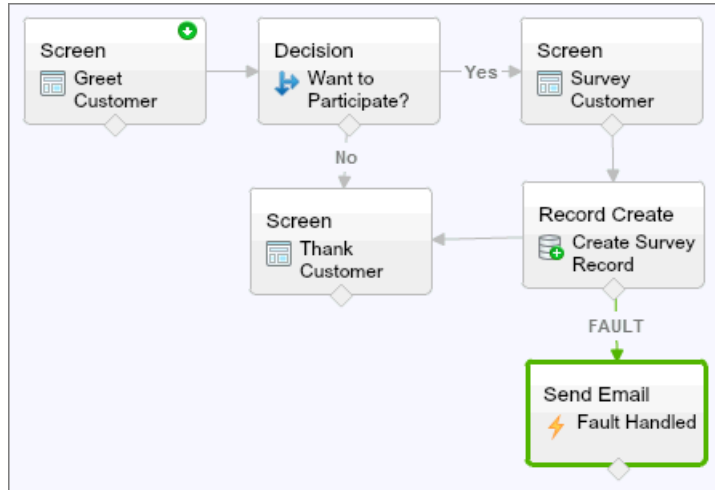 Screen
Greet
Customer
Decision
Want to
Participate?
Yes
Screen
Survey
Customer
No
Screen
Thank
Customer
Record Create
Create Survey
Record
FAULT
Send Email
Fault Handled